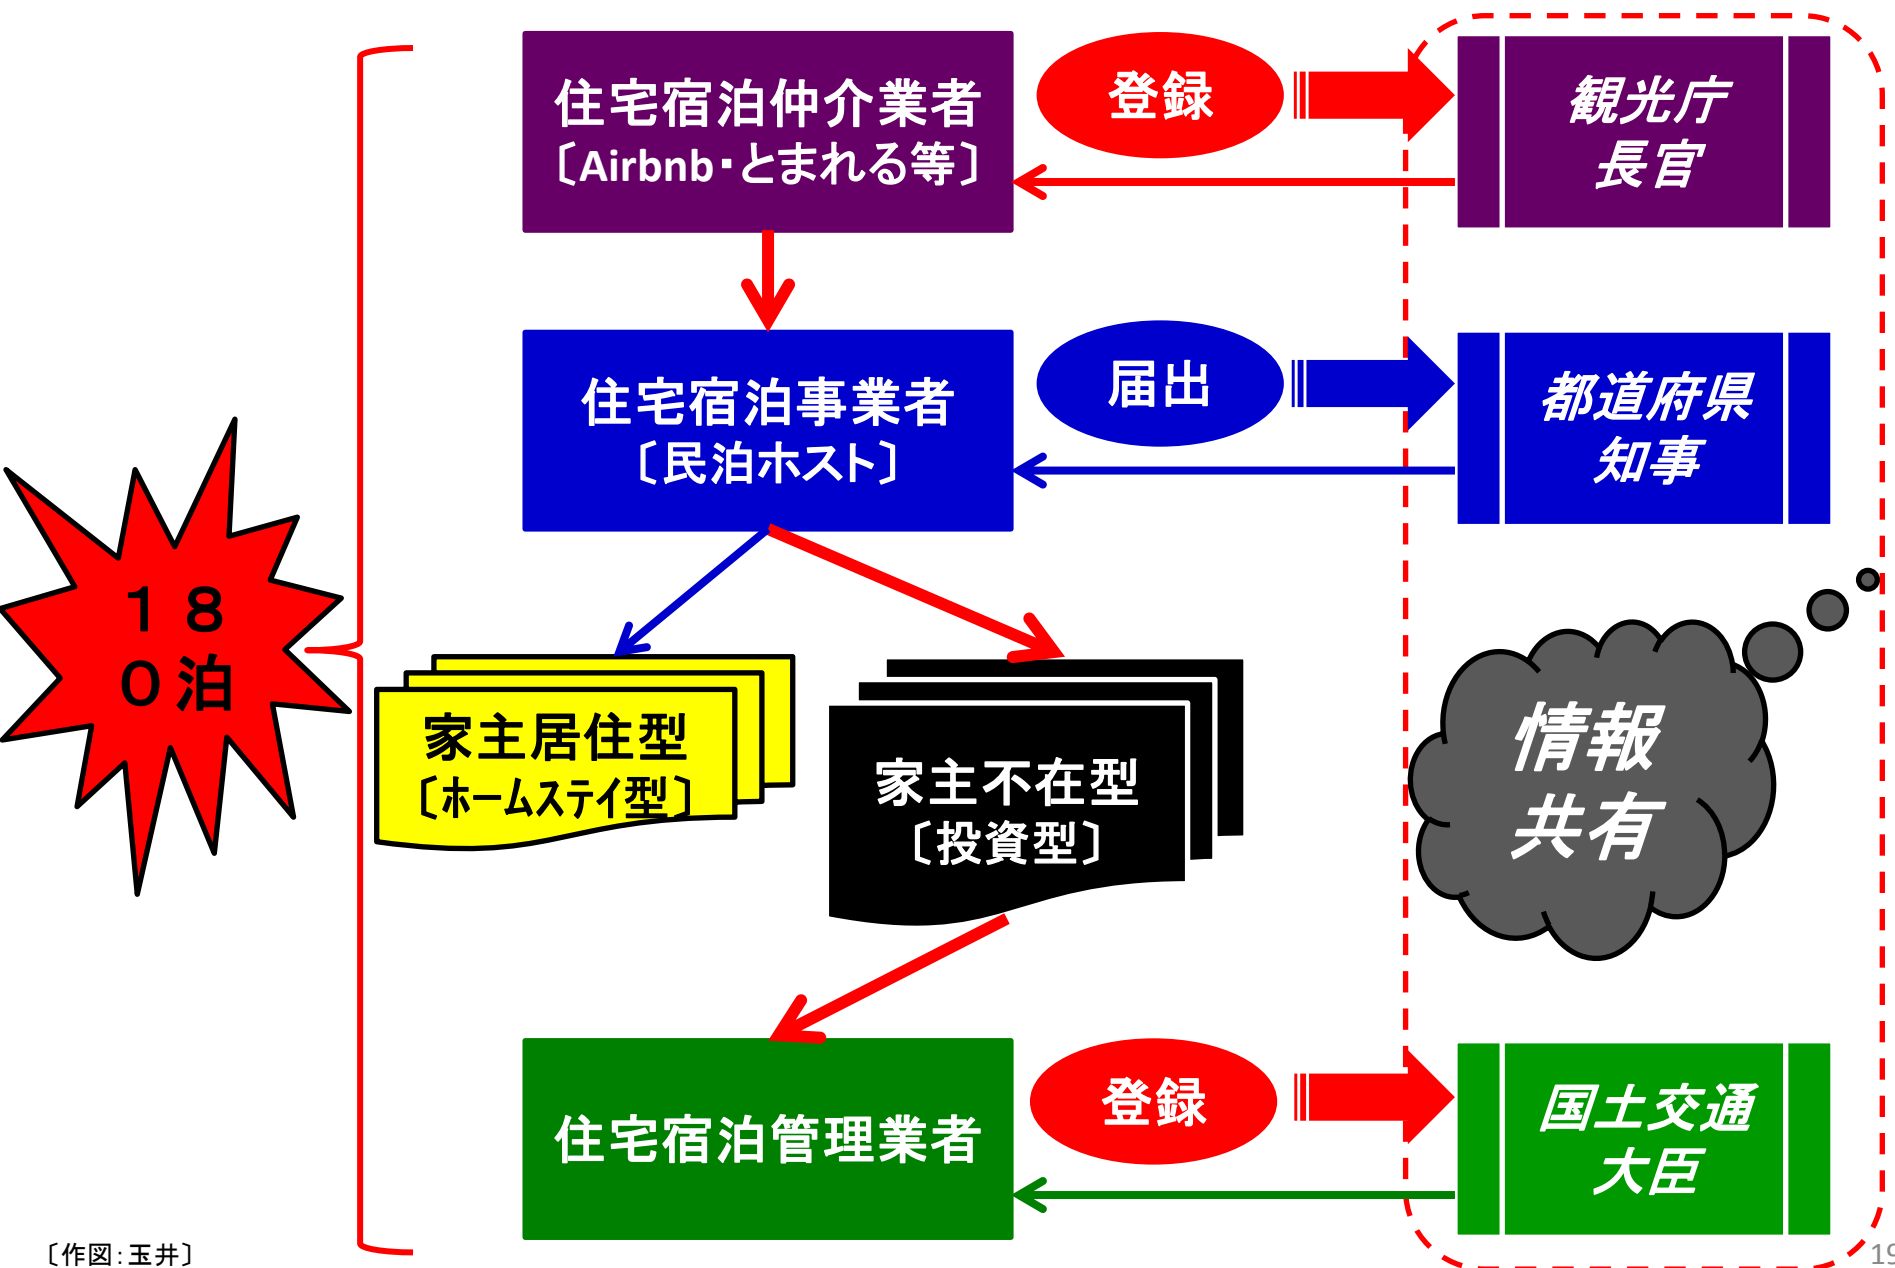 住宅宿泊仲介業者
〔Airbnb・とまれる等〕
登録
観光庁
長官
住宅宿泊事業者
〔民泊ホスト〕
届出
都道府県
知事
１８
０泊
家主居住型
〔ホームステイ型〕
家主不在型
〔投資型〕
情報
共有
住宅宿泊管理業者
登録
国土交通
大臣
〔作図：玉井〕
19